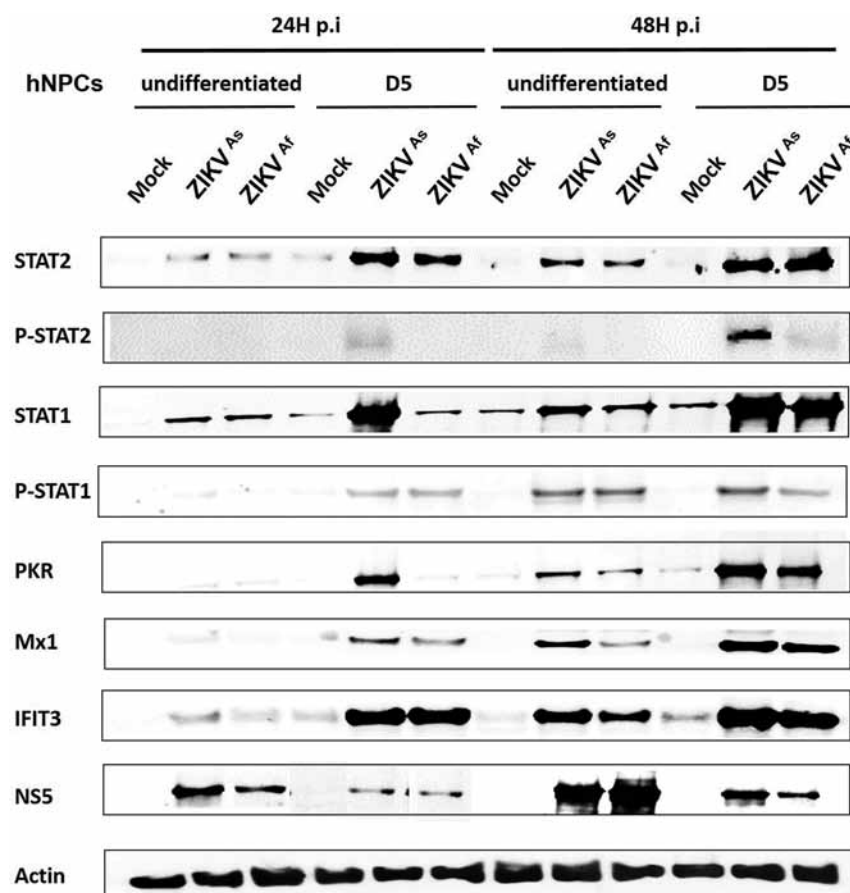 24H p.i 48H p.i
hNPCs undifferentiated D5 undifferentiated D5
Mock ZIKV As ZIKV Af Mock ZIKV As ZIKV Af Mock ZIKV As ZIKV Af Mock ZIKV As ZIKV Af
STAT2
P-STAT2
STAT1
P-STAT1
PKR
Mx1
IFIT3
NS5
Actin